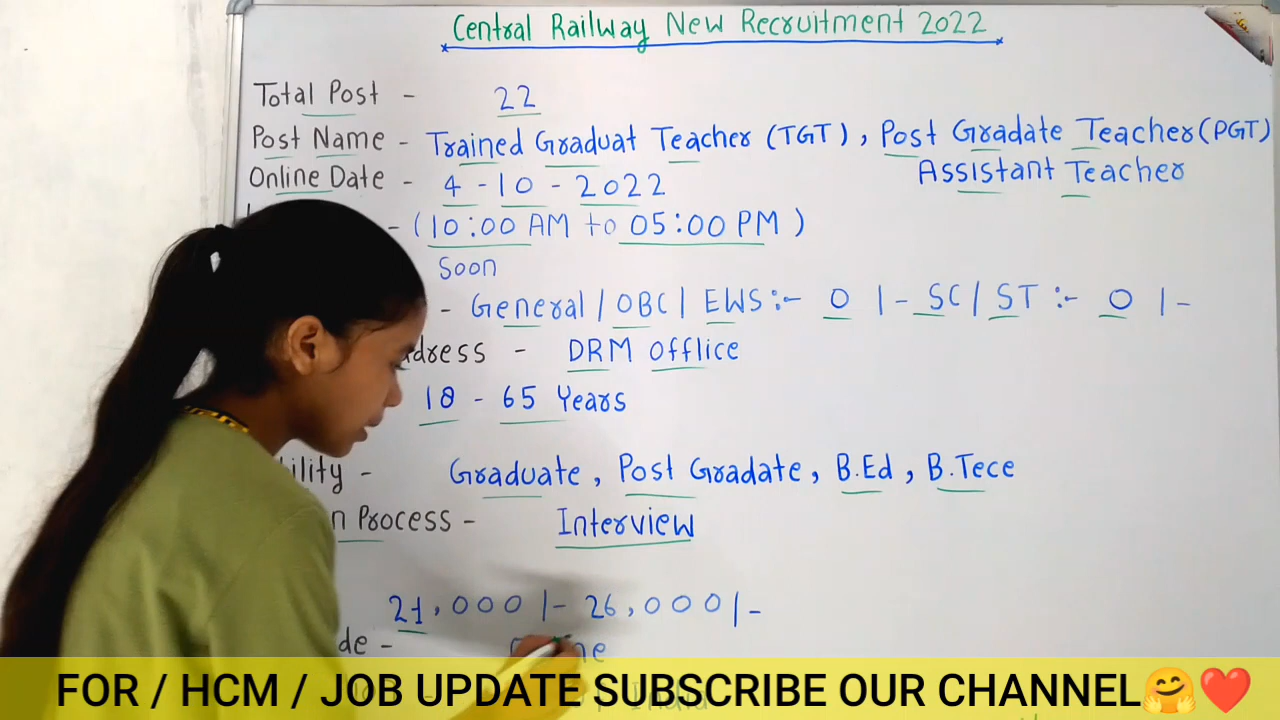 Central Railway New Recruitment 2022
Total Post - 22
Post Name - Trained Graduat Teacher (TGT), Post Gradate Teacher (PGT)
Assistant Teacher
Online Date - 4-10-2022
- (10:00 AM to 05:00 PM)
Soon
- General / OBC / EWS :- 0 /- SC / ST :- 0 /-
dress - DRM Offlice
18 - 65 Years
ility - Graduate, Post Gradate, B.Ed, B.Tece
n Process - Interview
21,000/- 26,000/-
de -
India
FOR / HCM / JOB UPDATE SUBSCRIBE OUR CHANNEL🤗❤️